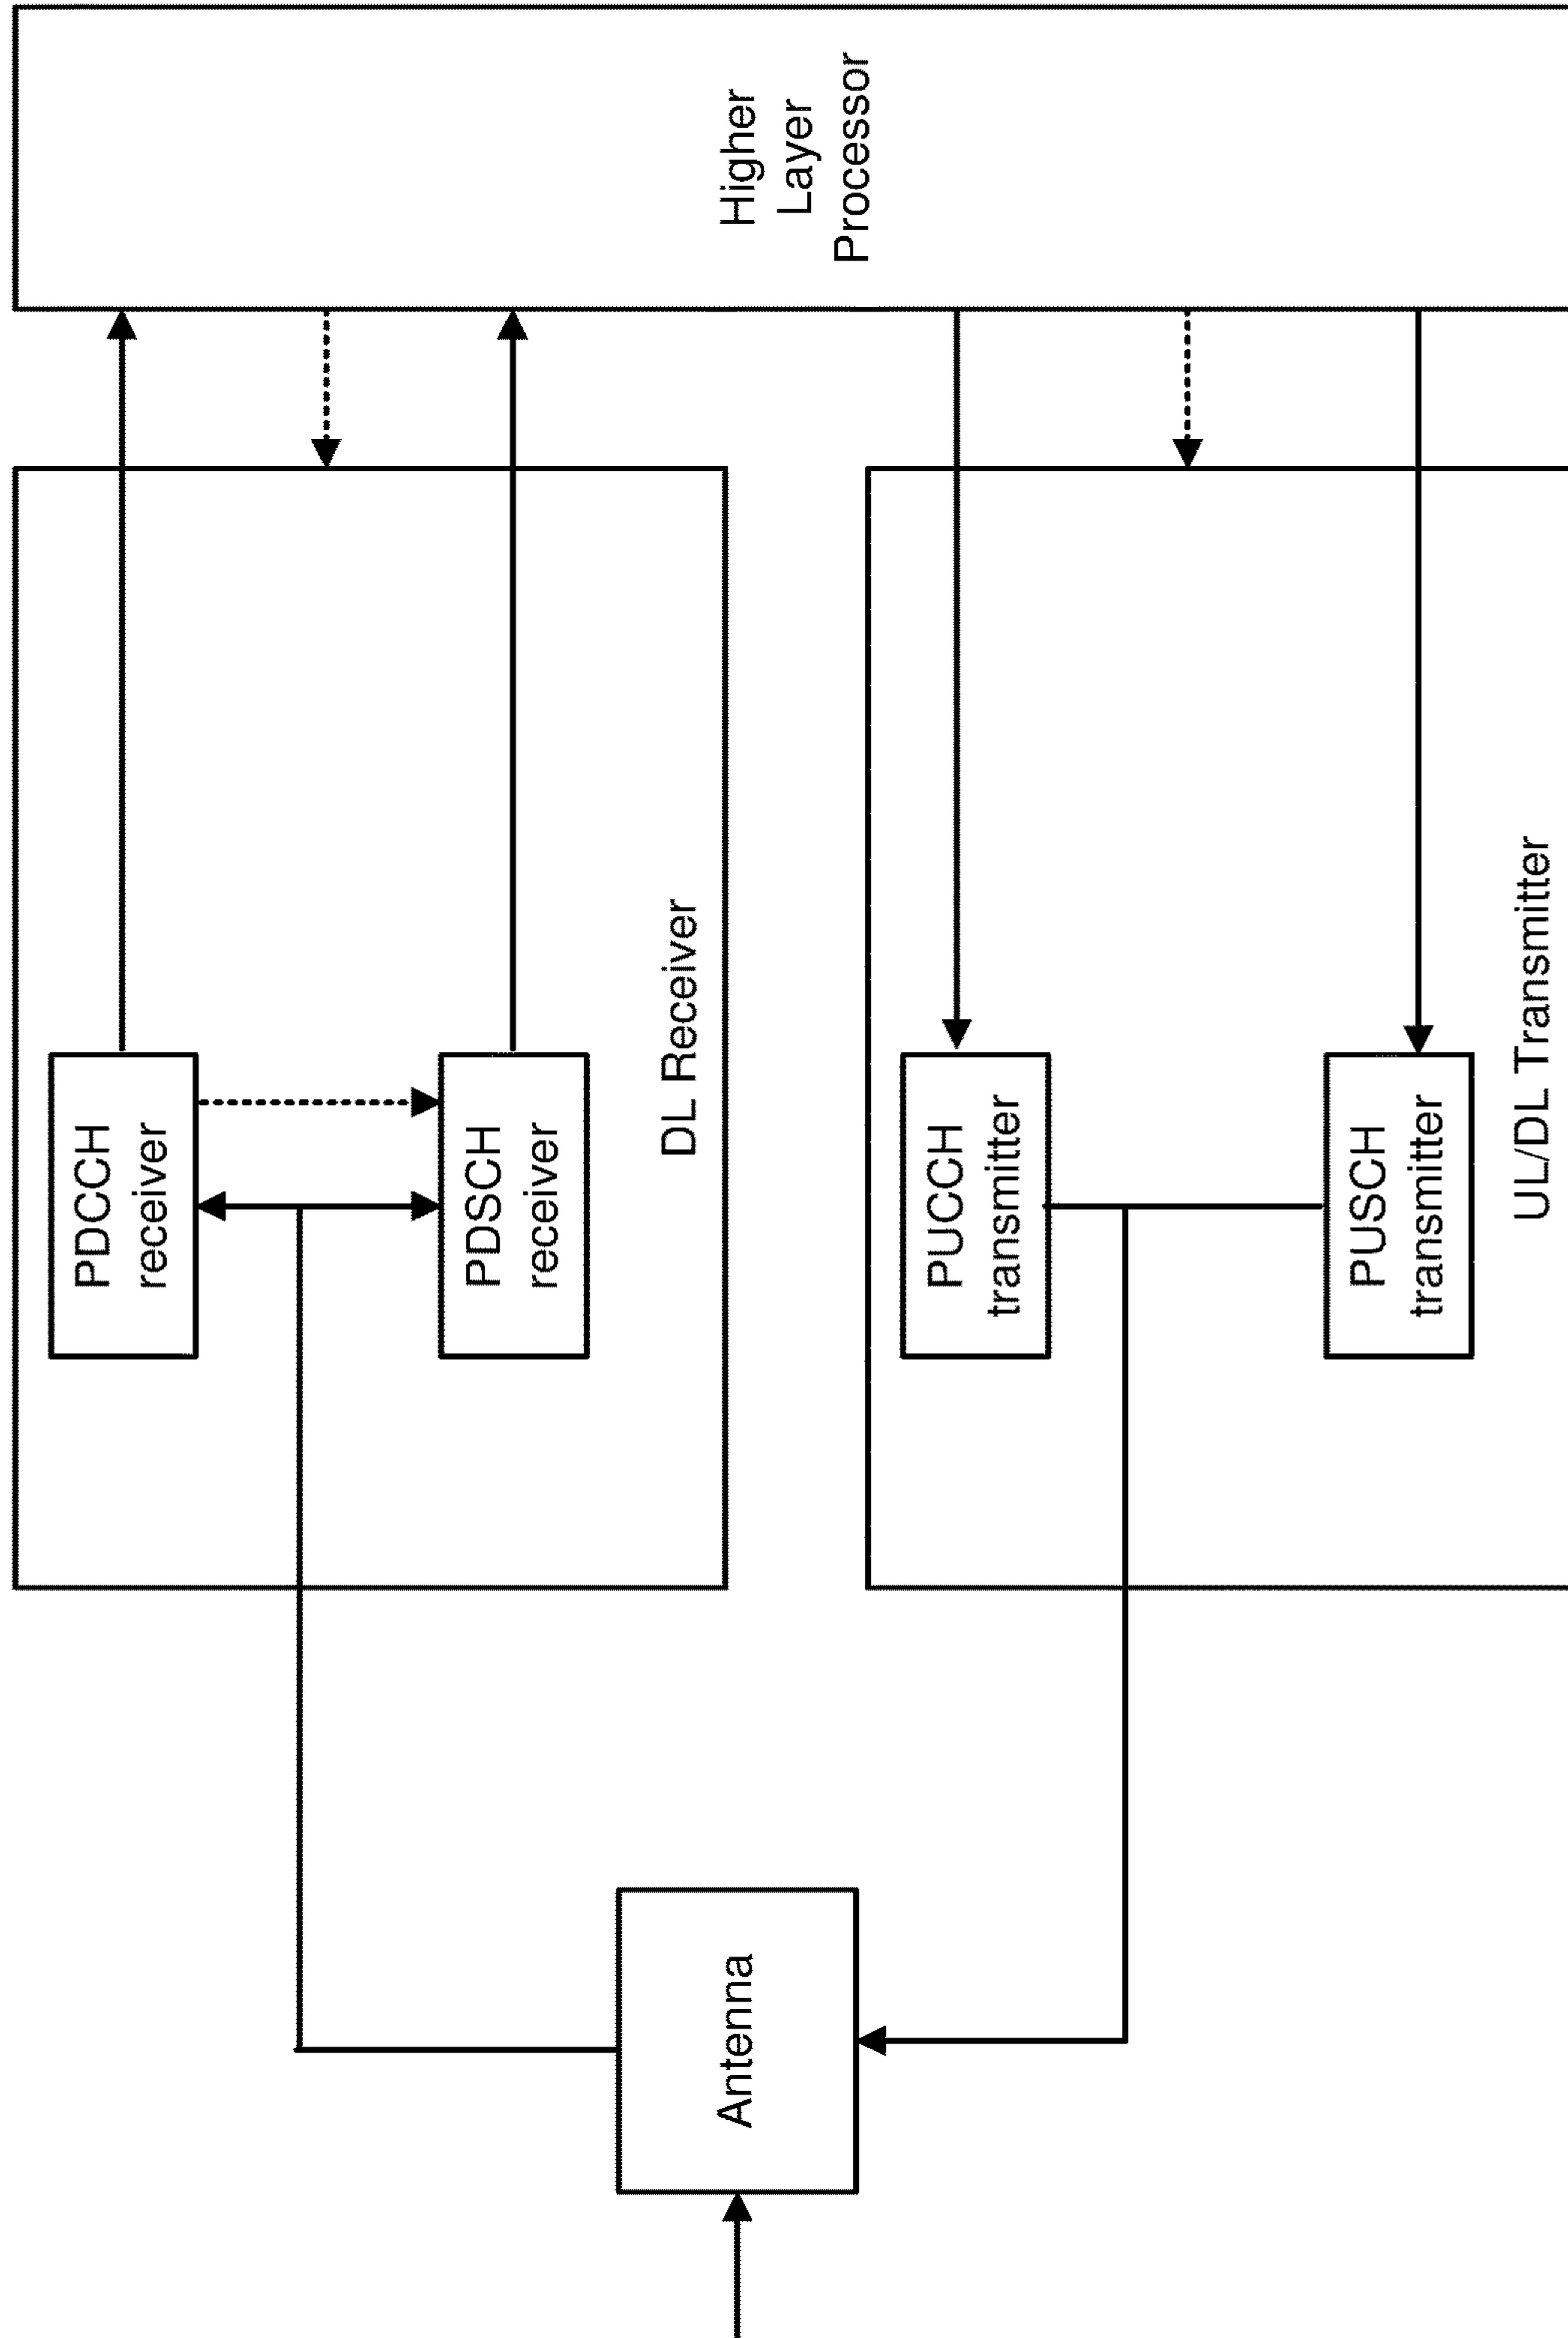 Higher
Layer
Processor
PDCCH
receiver
PDSCH
receiver
DL Receiver
PUCCH
transmitter
PUSCH
transmitter
UL/DL Transmitter
Antenna